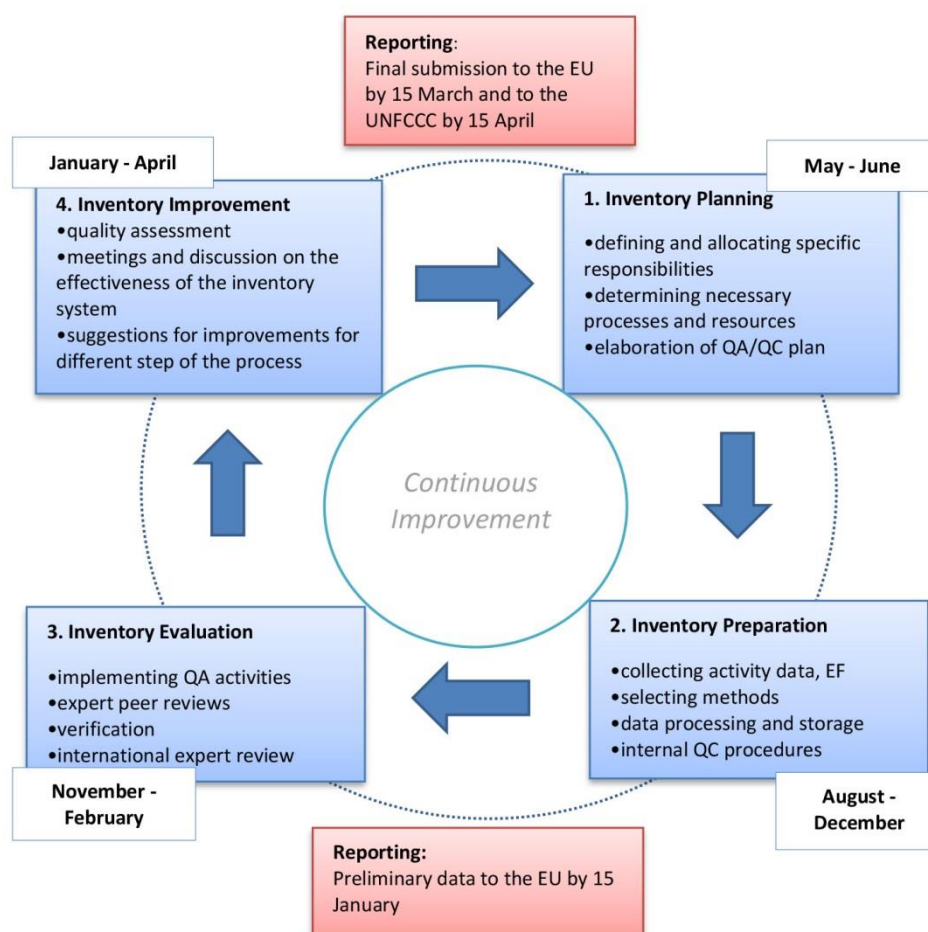 Reporting:
Final submission to the EU
by 15 March and to the
UNFCCC by 15 April
January - April
4. Inventory Improvement
•quality assessment
•meetings and discussion on the
effectiveness of the inventory
system
•suggestions for improvements for
different step of the process
May - June
1. Inventory Planning
•defining and allocating specific
responsibilities
•determining necessary
processes and resources
•elaboration of QA/QC plan
Continuous
Improvement
3. Inventory Evaluation
•implementing QA activities
•expert peer reviews
•verification
•international expert review
November -
February
2. Inventory Preparation
•collecting activity data, EF
•selecting methods
•data processing and storage
•internal QC procedures
August -
December
Reporting:
Preliminary data to the EU by 15
January